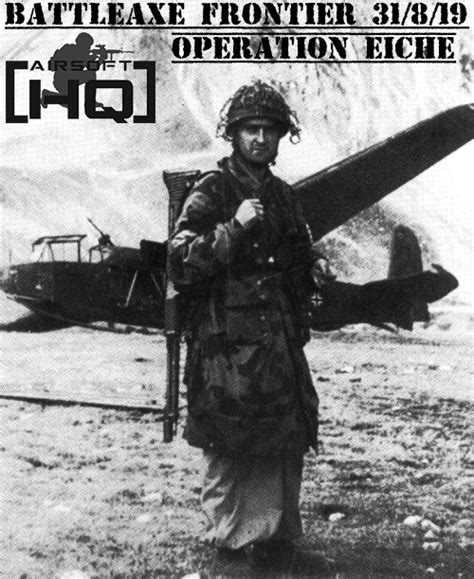 BATTLEAXE FRONTIER 31/8/19
OPERATION EICHE
AIRSOFT
[HQ]